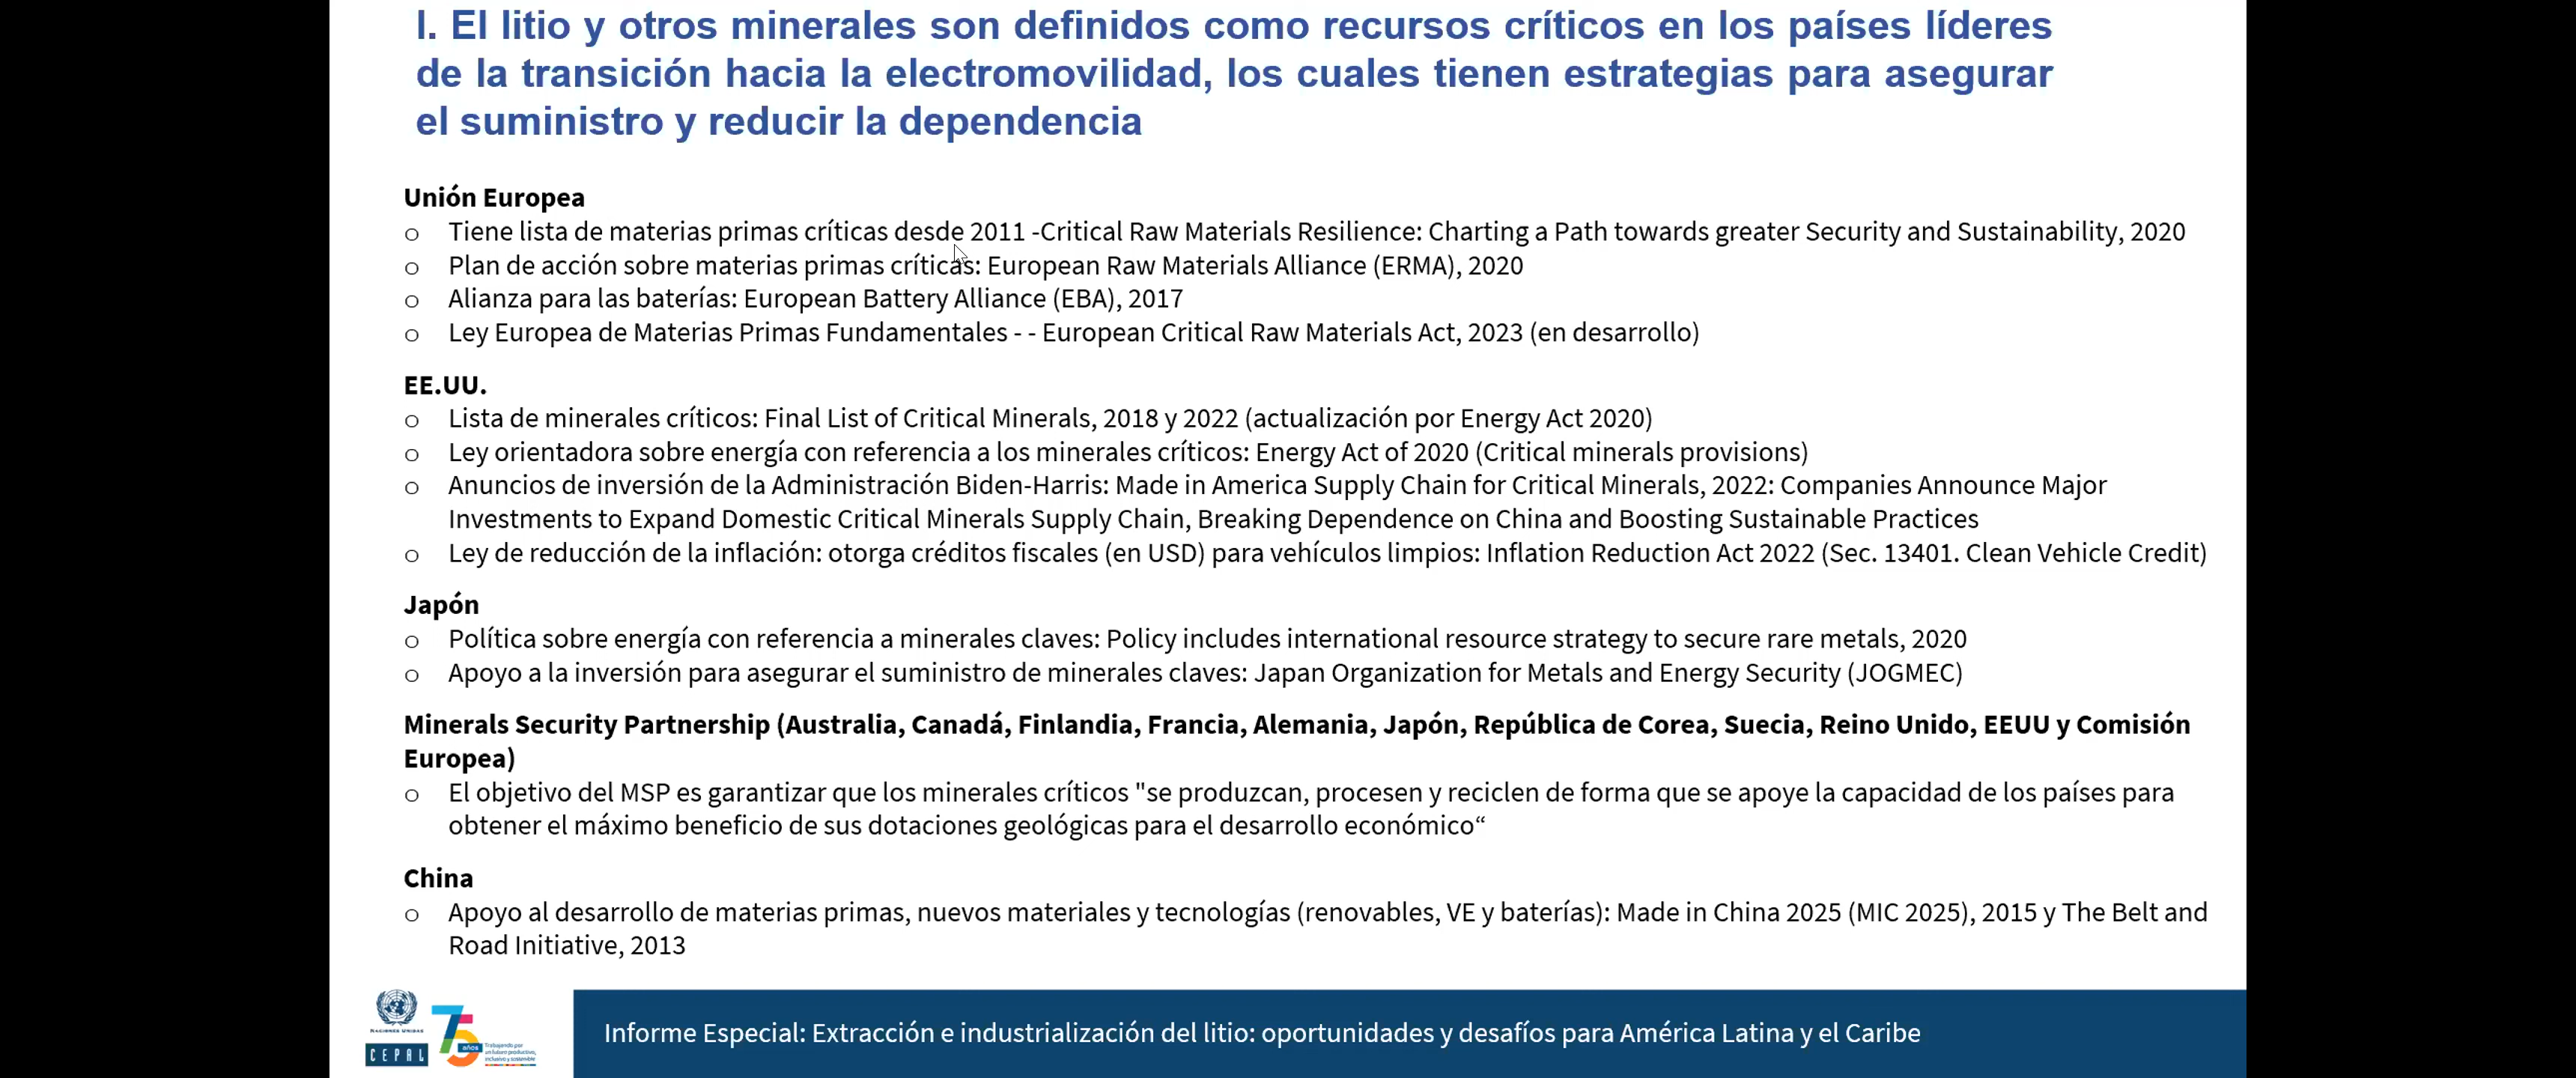 I. El litio y otros minerales son definidos como recursos críticos en los países líderes
de la transición hacia la electromovilidad, los cuales tienen estrategias para asegurar
el suministro y reducir la dependencia
Unión Europea
o Tiene lista de materias primas críticas desde 2011 -Critical Raw Materials Resilience: Charting a Path towards greater Security and Sustainability, 2020
o Plan de acción sobre materias primas críticas: European Raw Materials Alliance (ERMA), 2020
o Alianza para las baterías: European Battery Alliance (EBA), 2017
o Ley Europea de Materias Primas Fundamentales - - European Critical Raw Materials Act, 2023 (en desarrollo)
EE.UU.
o Lista de minerales críticos: Final List of Critical Minerals, 2018 y 2022 (actualización por Energy Act 2020)
o Ley orientadora sobre energía con referencia a los minerales críticos: Energy Act of 2020 (Critical minerals provisions)
o Anuncios de inversión de la Administración Biden-Harris: Made in America Supply Chain for Critical Minerals, 2022: Companies Announce Major
Investments to Expand Domestic Critical Minerals Supply Chain, Breaking Dependence on China and Boosting Sustainable Practices
o Ley de reducción de la inflación: otorga créditos fiscales (en USD) para vehículos limpios: Inflation Reduction Act 2022 (Sec. 13401. Clean Vehicle Credit)
Japón
o Política sobre energía con referencia a minerales claves: Policy includes international resource strategy to secure rare metals, 2020
o Apoyo a la inversión para asegurar el suministro de minerales claves: Japan Organization for Metals and Energy Security (JOGMEC)
Minerals Security Partnership (Australia, Canadá, Finlandia, Francia, Alemania, Japón, República de Corea, Suecia, Reino Unido, EEUU y Comisión
Europea)
o El objetivo del MSP es garantizar que los minerales críticos "se produzcan, procesen y reciclen de forma que se apoye la capacidad de los países para
obtener el máximo beneficio de sus dotaciones geológicas para el desarrollo económico“
China
o Apoyo al desarrollo de materias primas, nuevos materiales y tecnologías (renovables, VE y baterías): Made in China 2025 (MIC 2025), 2015 y The Belt and
Road Initiative, 2013
NACIONES UNIDAS
CEPAL
75
años
Trabajando por
un futuro productivo,
inclusivo y sostenible
Informe Especial: Extracción e industrialización del litio: oportunidades y desafíos para América Latina y el Caribe